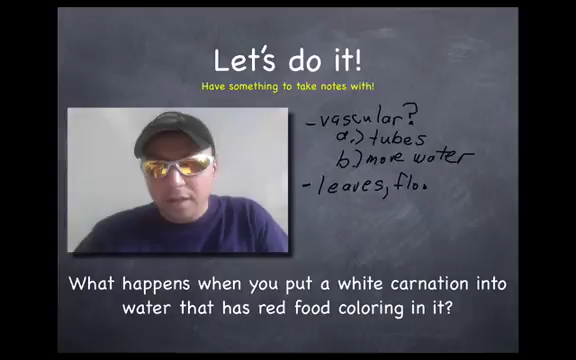 Let's do it!
Have something to take notes with!
- vascular?
a.) tubes
b.) move water
- leaves, flo
What happens when you put a white carnation into
water that has red food coloring in it?